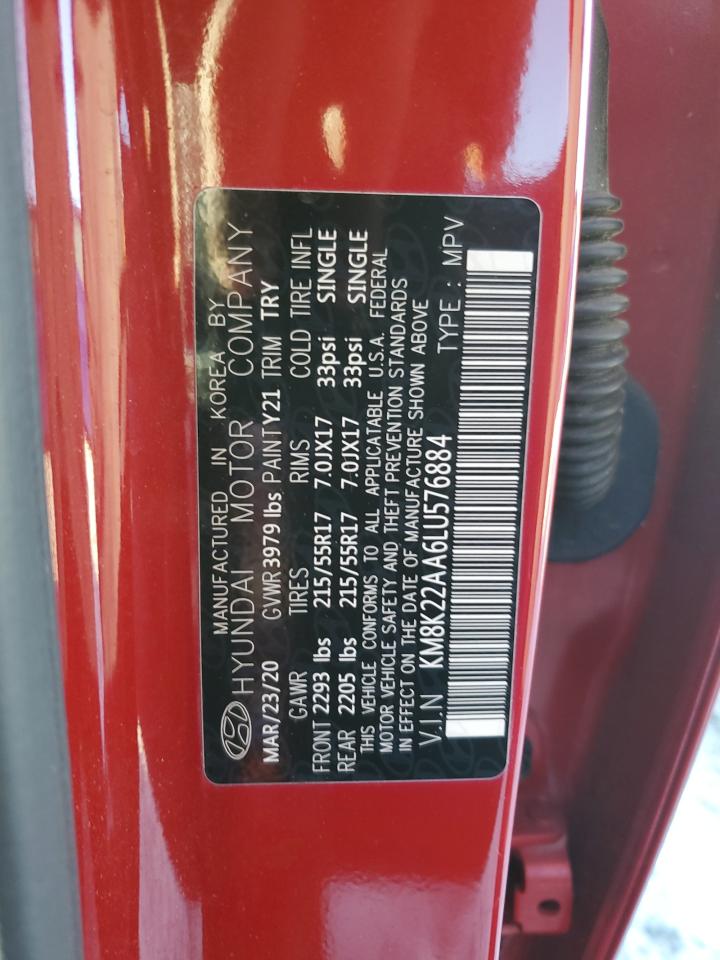 MANUFACTURED IN KOREA BY
HYUNDAI MOTOR COMPANY
MAR/23/20 GVWR 3979 lbs PAINT Y21 TRIM TRY
GAWR TIRES RIMS COLD TIRE INFL
FRONT 2293 lbs 215/55R17 7.0JX17 33psi SINGLE
REAR 2205 lbs 215/55R17 7.0JX17 33psi SINGLE
THIS VEHICLE CONFORMS TO ALL APPLICATABLE U.S.A. FEDERAL
MOTOR VEHICLE SAFETY AND THEFT PREVENTION STANDARDS
IN EFFECT ON THE DATE OF MANUFACTURE SHOWN ABOVE
V.I.N KM8K22AA6LU576884 TYPE : MPV